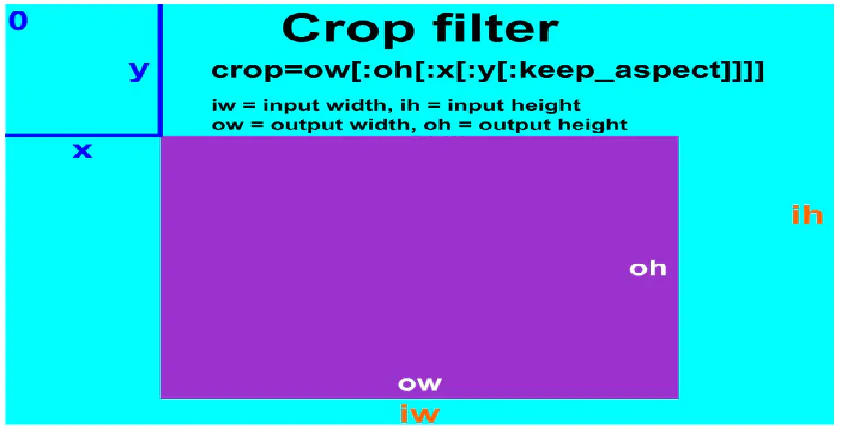 0
Crop filter
y
crop=ow[:oh[:x[:y[:keep_aspect]]]]
iw = input width, ih = input height
ow = output width, oh = output height
x
ih
oh
ow
iw